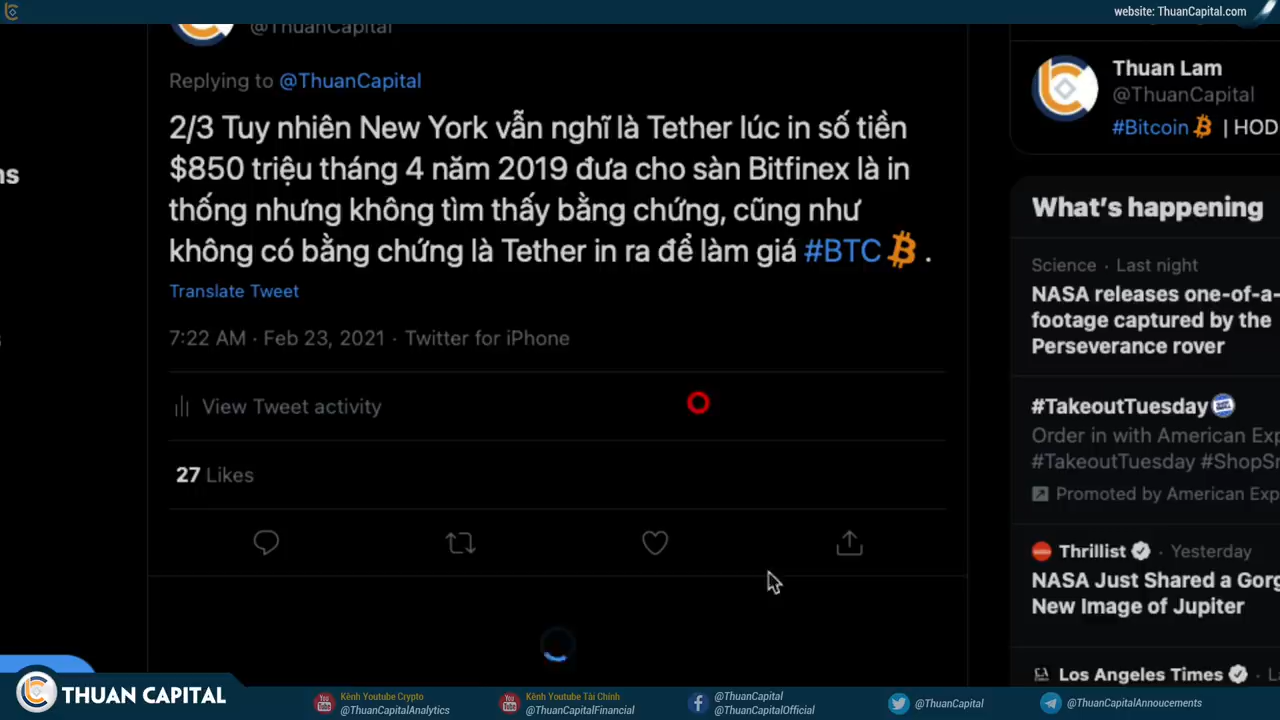 website: ThuanCapital.com
@ThuanCapital
Replying to @ThuanCapital
2/3 Tuy nhiên New York vẫn nghĩ là Tether lúc in số tiền
$850 triệu tháng 4 năm 2019 đưa cho sàn Bitfinex là in
thống nhưng không tìm thấy bằng chứng, cũng như
không có bằng chứng là Tether in ra để làm giá #BTC .
Translate Tweet
7:22 AM · Feb 23, 2021 · Twitter for iPhone
View Tweet activity
27 Likes
ns
Thuan Lam
@ThuanCapital
#Bitcoin | HOD
What's happening
Science · Last night
NASA releases one-of-a-
footage captured by the
Perseverance rover
#TakeoutTuesday
Order in with American Exp
#TakeoutTuesday #ShopSm
Promoted by American Exp
Thrillist · Yesterday
NASA Just Shared a Gorg
New Image of Jupiter
Los Angeles Times · L
THUAN CAPITAL
Kênh Youtube Crypto
@ThuanCapitalAnalytics
Kênh Youtube Tài Chính
@ThuanCapitalFinancial
@ThuanCapital
@ThuanCapitalOfficial
@ThuanCapital
@ThuanCapitalAnnoucements